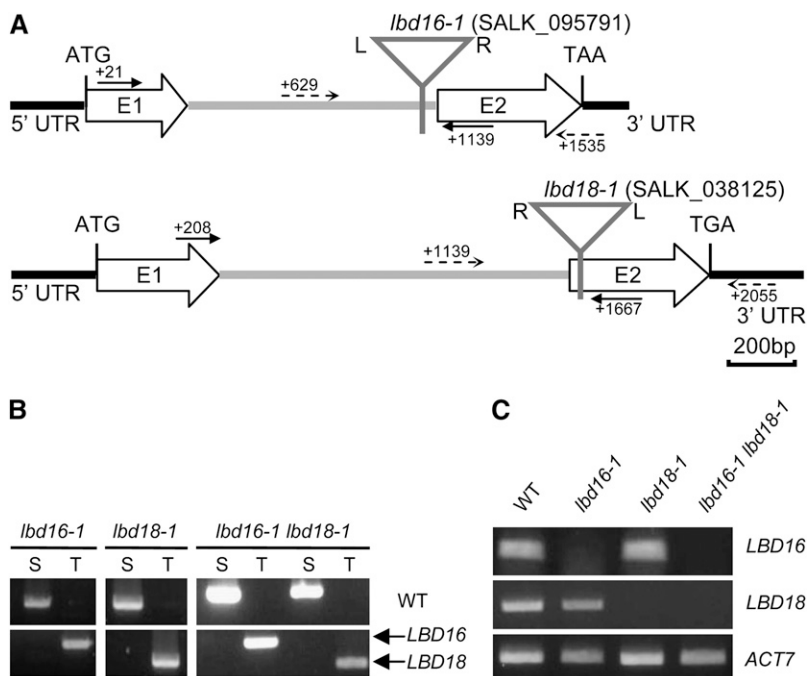 A
lbd16-1 (SALK_095791)
L R
ATG TAA
+21 +629
E1 E2
5' UTR +1139 +1535 3' UTR
lbd18-1 (SALK_038125)
R L
ATG TGA
+208 +1139
E1 E2
5' UTR +1667 +2055
3' UTR
200bp
B
lbd16-1 lbd18-1 lbd16-1 lbd18-1
S T S T S T S T
WT
LBD16
LBD18
C
WT lbd16-1 lbd18-1 lbd16-1 lbd18-1
LBD16
LBD18
ACT7